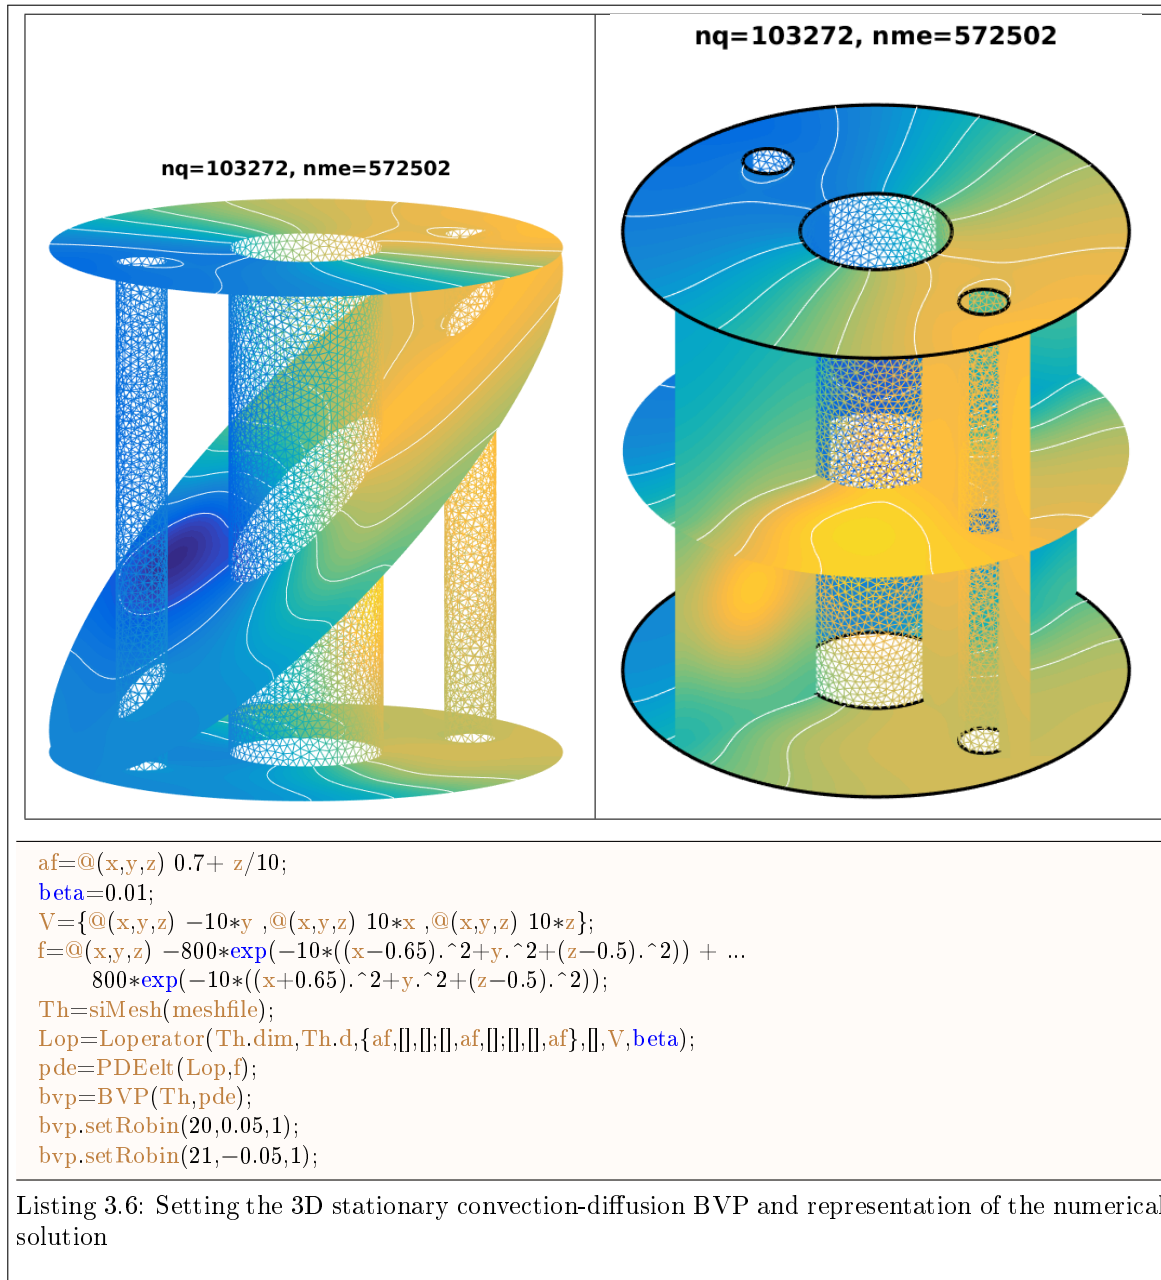 nq=103272, nme=572502
nq=103272, nme=572502
af=@(x,y,z) 0.7+ z/10;
beta=0.01;
V={@(x,y,z) −10*y ,@(x,y,z) 10*x ,@(x,y,z) 10*z};
f=@(x,y,z) −800*exp(−10*((x−0.65).^2+y.^2+(z−0.5).^2)) + ...
800*exp(−10*((x+0.65).^2+y.^2+(z−0.5).^2));
Th=siMesh(meshfile);
Lop=Loperator(Th.dim,Th.d,{af,[],[];[],af,[];[],[],af},[],V,beta);
pde=PDEelt(Lop,f);
bvp=BVP(Th,pde);
bvp.setRobin(20,0.05,1);
bvp.setRobin(21,−0.05,1);
Listing 3.6: Setting the 3D stationary convection-diffusion BVP and representation of the numerical
solution